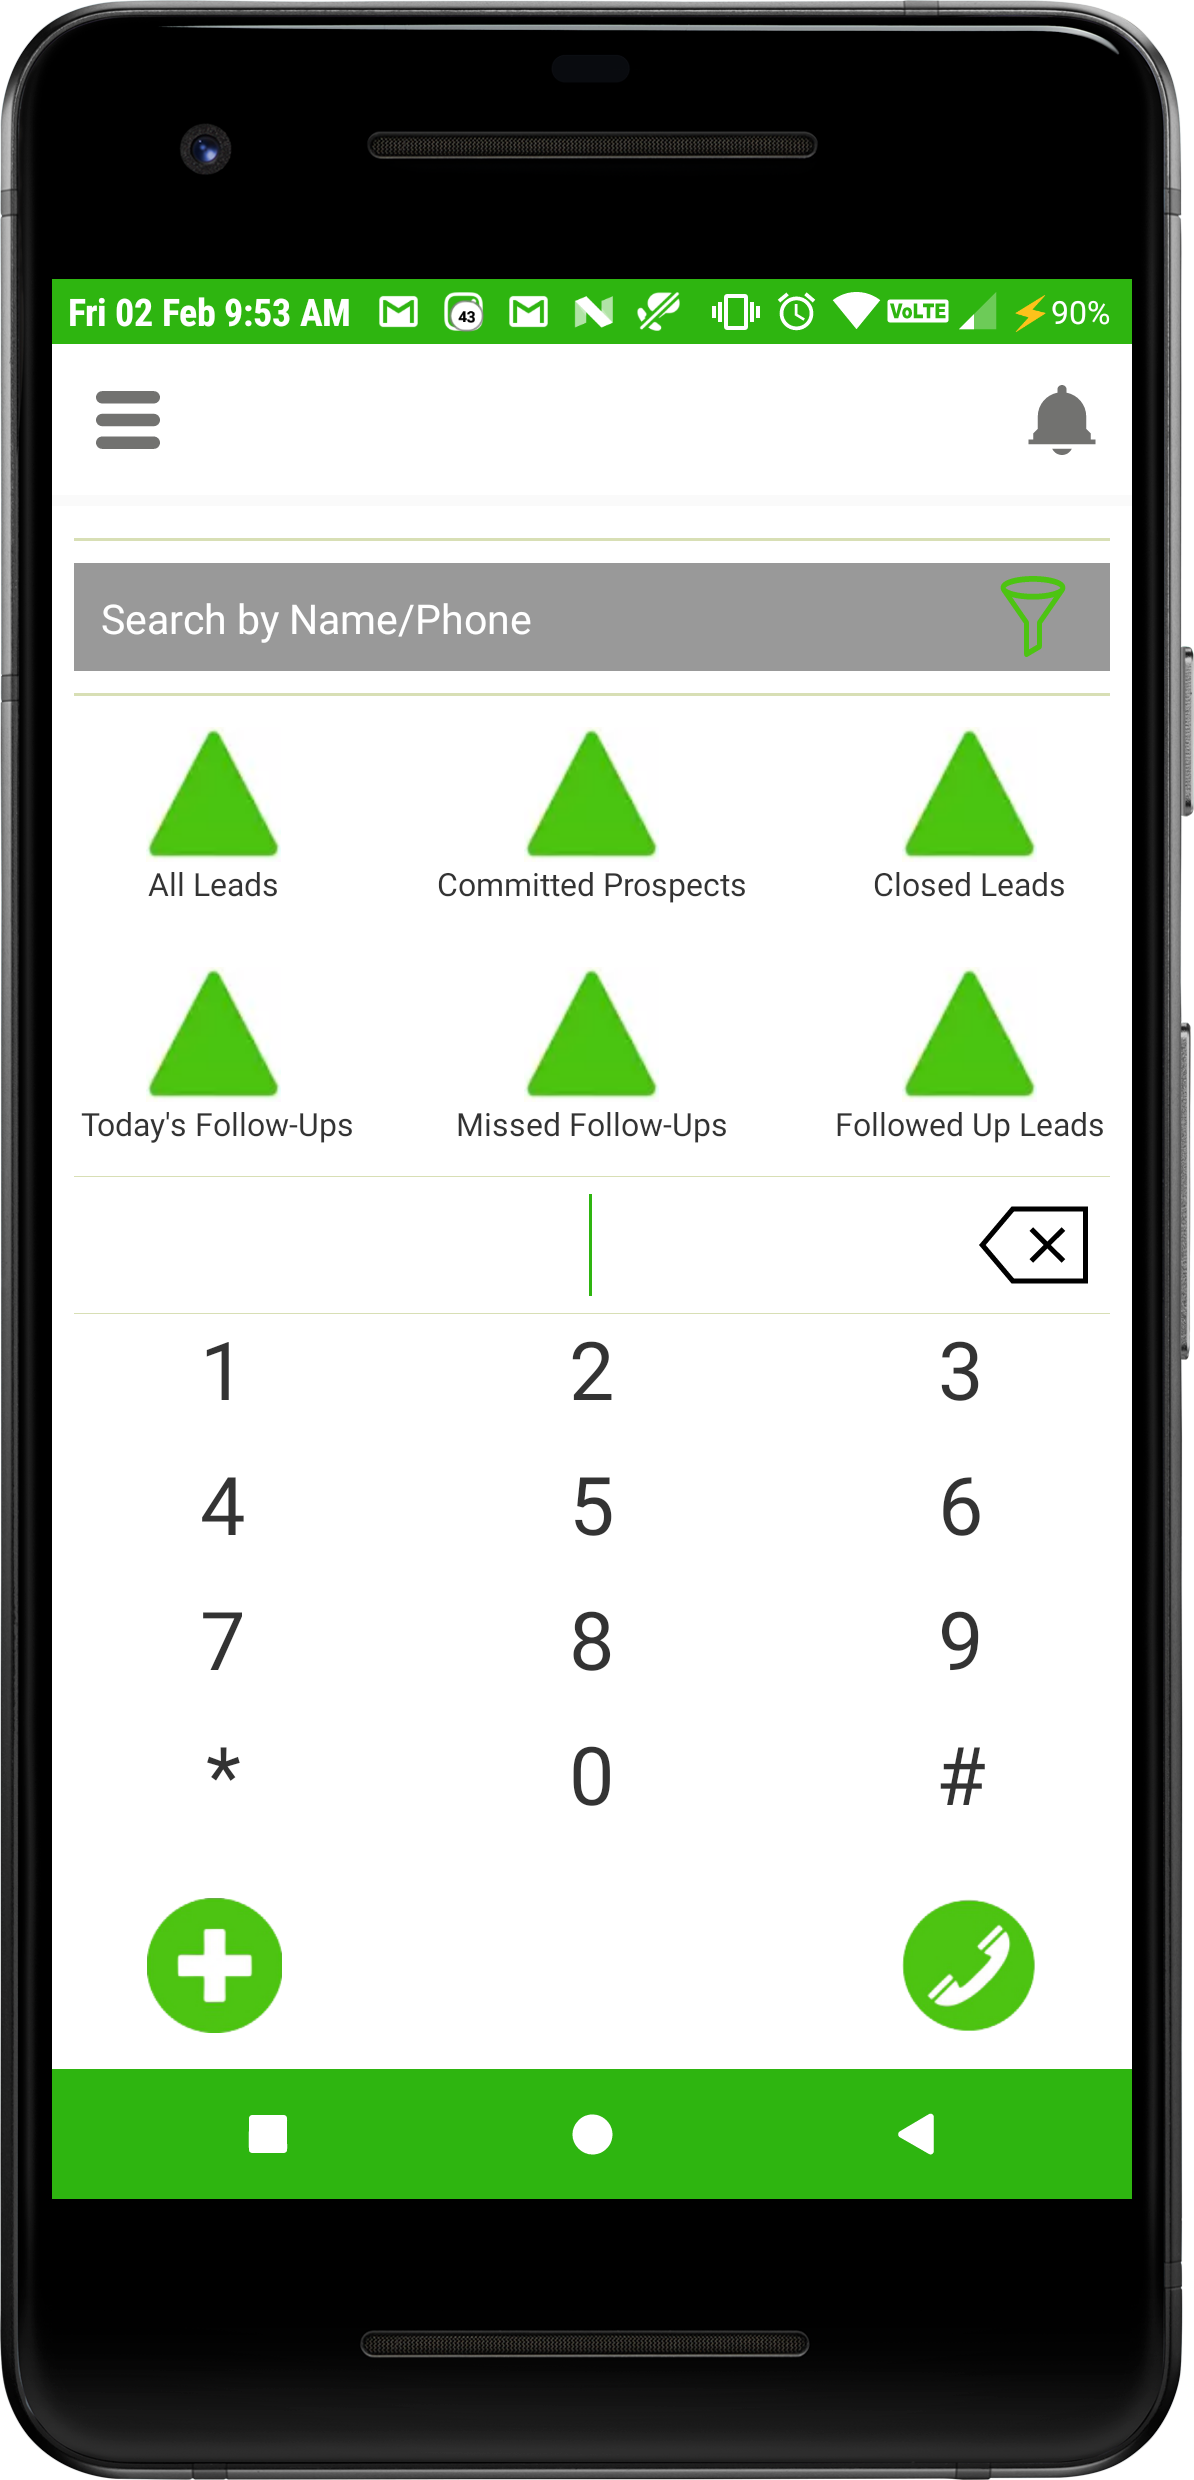 Fri 02 Feb 9:53 AM 43 VoLTE 90%
Search by Name/Phone
All Leads Committed Prospects Closed Leads
Today's Follow-Ups Missed Follow-Ups Followed Up Leads
1 2 3
4 5 6
7 8 9
* 0 #